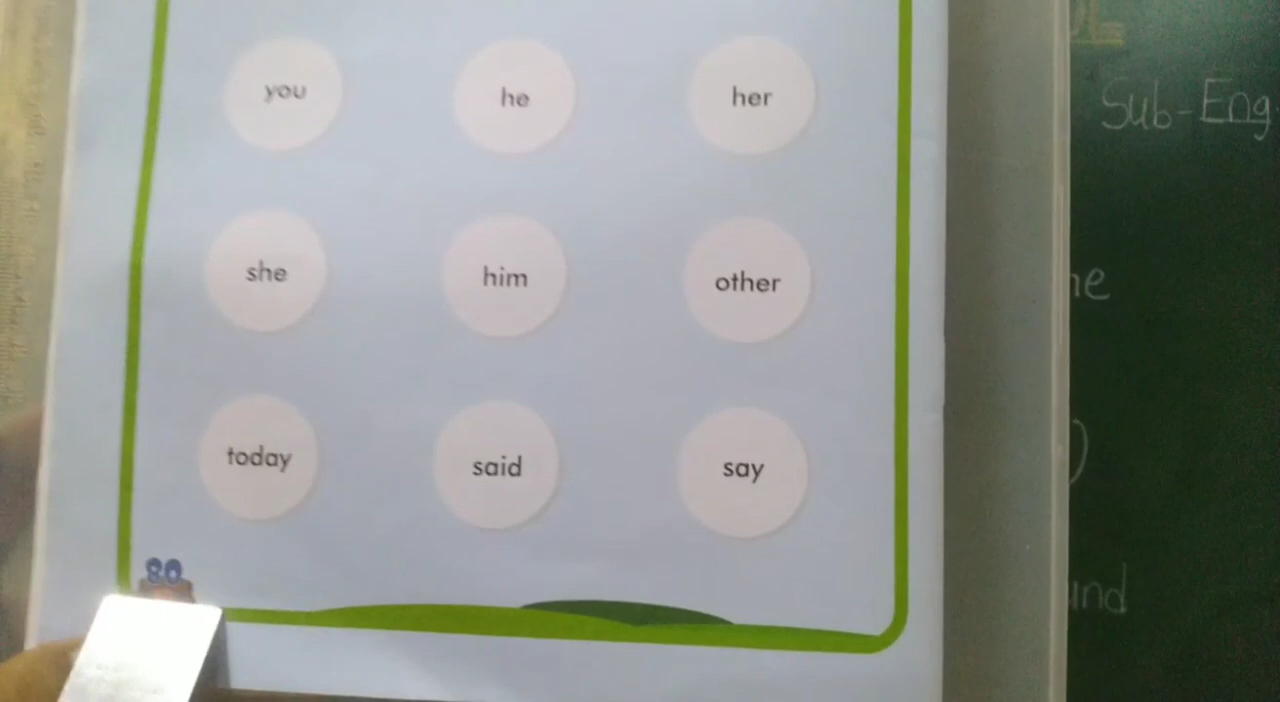 you he her
she him other
today said say
80
Sub-Eng